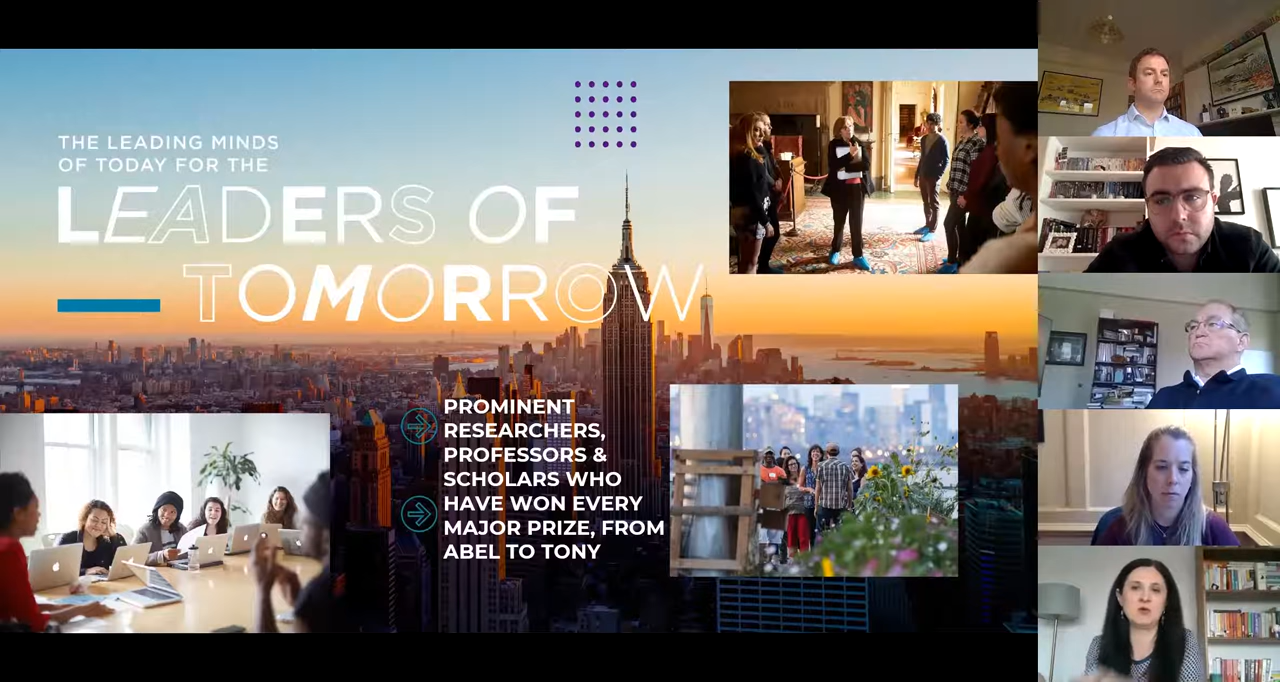 THE LEADING MINDS
OF TODAY FOR THE
LEADERS OF
TOMORROW
PROMINENT
RESEARCHERS,
PROFESSORS &
SCHOLARS WHO
HAVE WON EVERY
MAJOR PRIZE, FROM
ABEL TO TONY